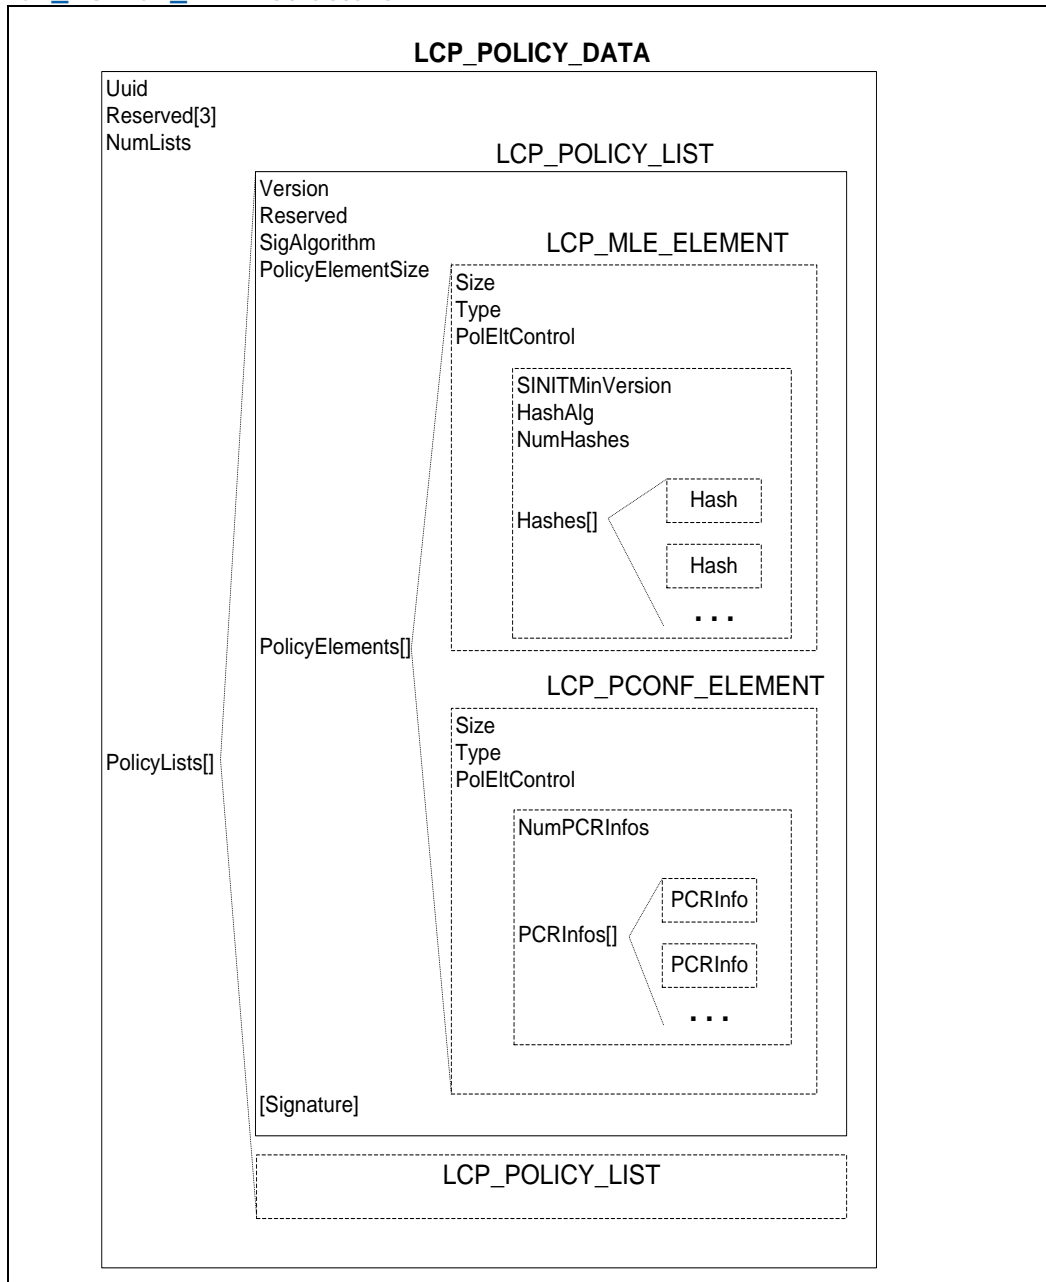 LCP_POLICY_DATA
Uuid
Reserved[3]
NumLists
LCP_POLICY_LIST
Version
Reserved
SigAlgorithm
PolicyElementSize
LCP_MLE_ELEMENT
Size
Type
PolEltControl
SINITMinVersion
HashAlg
NumHashes
Hashes[]
Hash
Hash
. . .
PolicyElements[]
LCP_PCONF_ELEMENT
Size
Type
PolEltControl
NumPCRInfos
PCRInfos[]
PCRInfo
PCRInfo
. . .
PolicyLists[]
[Signature]
LCP_POLICY_LIST